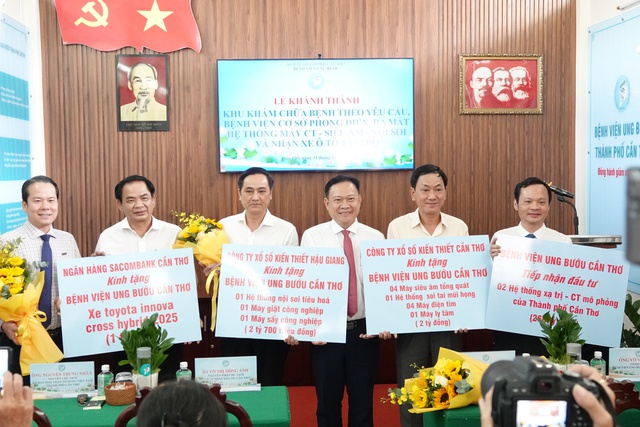 LỄ KHÁNH THÀNH
KHU KHÁM CHỮA BỆNH THEO YÊU CẦU,
BỆNH VIỆN CƠ SỞ PHONG ĐIỀN, RA MẮT
HỆ THỐNG MÁY CT - SIÊU ÂM - NỘI SOI
VÀ NHẬN XE Ô TÔ
BỆNH VIỆN UNG BƯỚU
THÀNH PHỐ CẦN
NGÂN HÀNG SACOMBANK CẦN THƠ
Kính tặng
BỆNH VIỆN UNG BƯỚU CẦN THƠ
Xe toyota innova
cross hybrid 2025
CÔNG TY XỔ SỐ KIẾN THIẾT HẬU GIANG
Kính tặng
BỆNH VIỆN UNG BƯỚU CẦN THƠ
01 Hệ thống nội soi tiêu hoá
01 Máy giặt công nghiệp
01 Máy sấy công nghiệp
(2 tỷ 700 triệu đồng)
CÔNG TY XỔ SỐ KIẾN THIẾT CẦN THƠ
Kính tặng
BỆNH VIỆN UNG BƯỚU CẦN THƠ
04 Máy siêu âm tổng quát
01 Hệ thống soi tai mũi họng
04 Máy điện tim
01 Máy ly tâm
(2 tỷ đồng)
BỆNH VIỆN UNG BƯỚU CẦN THƠ
Tiếp nhận đầu tư
02 Hệ thống xạ trị - CT mô phỏng
của Thành phố Cần Thơ